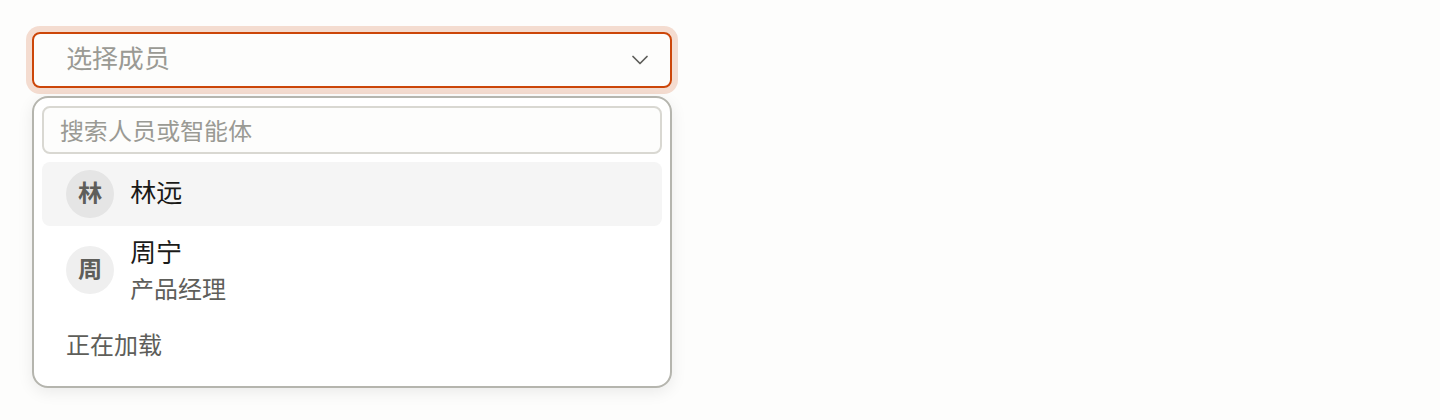 选择成员
搜索人员或智能体
林 林远
周 周宁
产品经理
正在加载